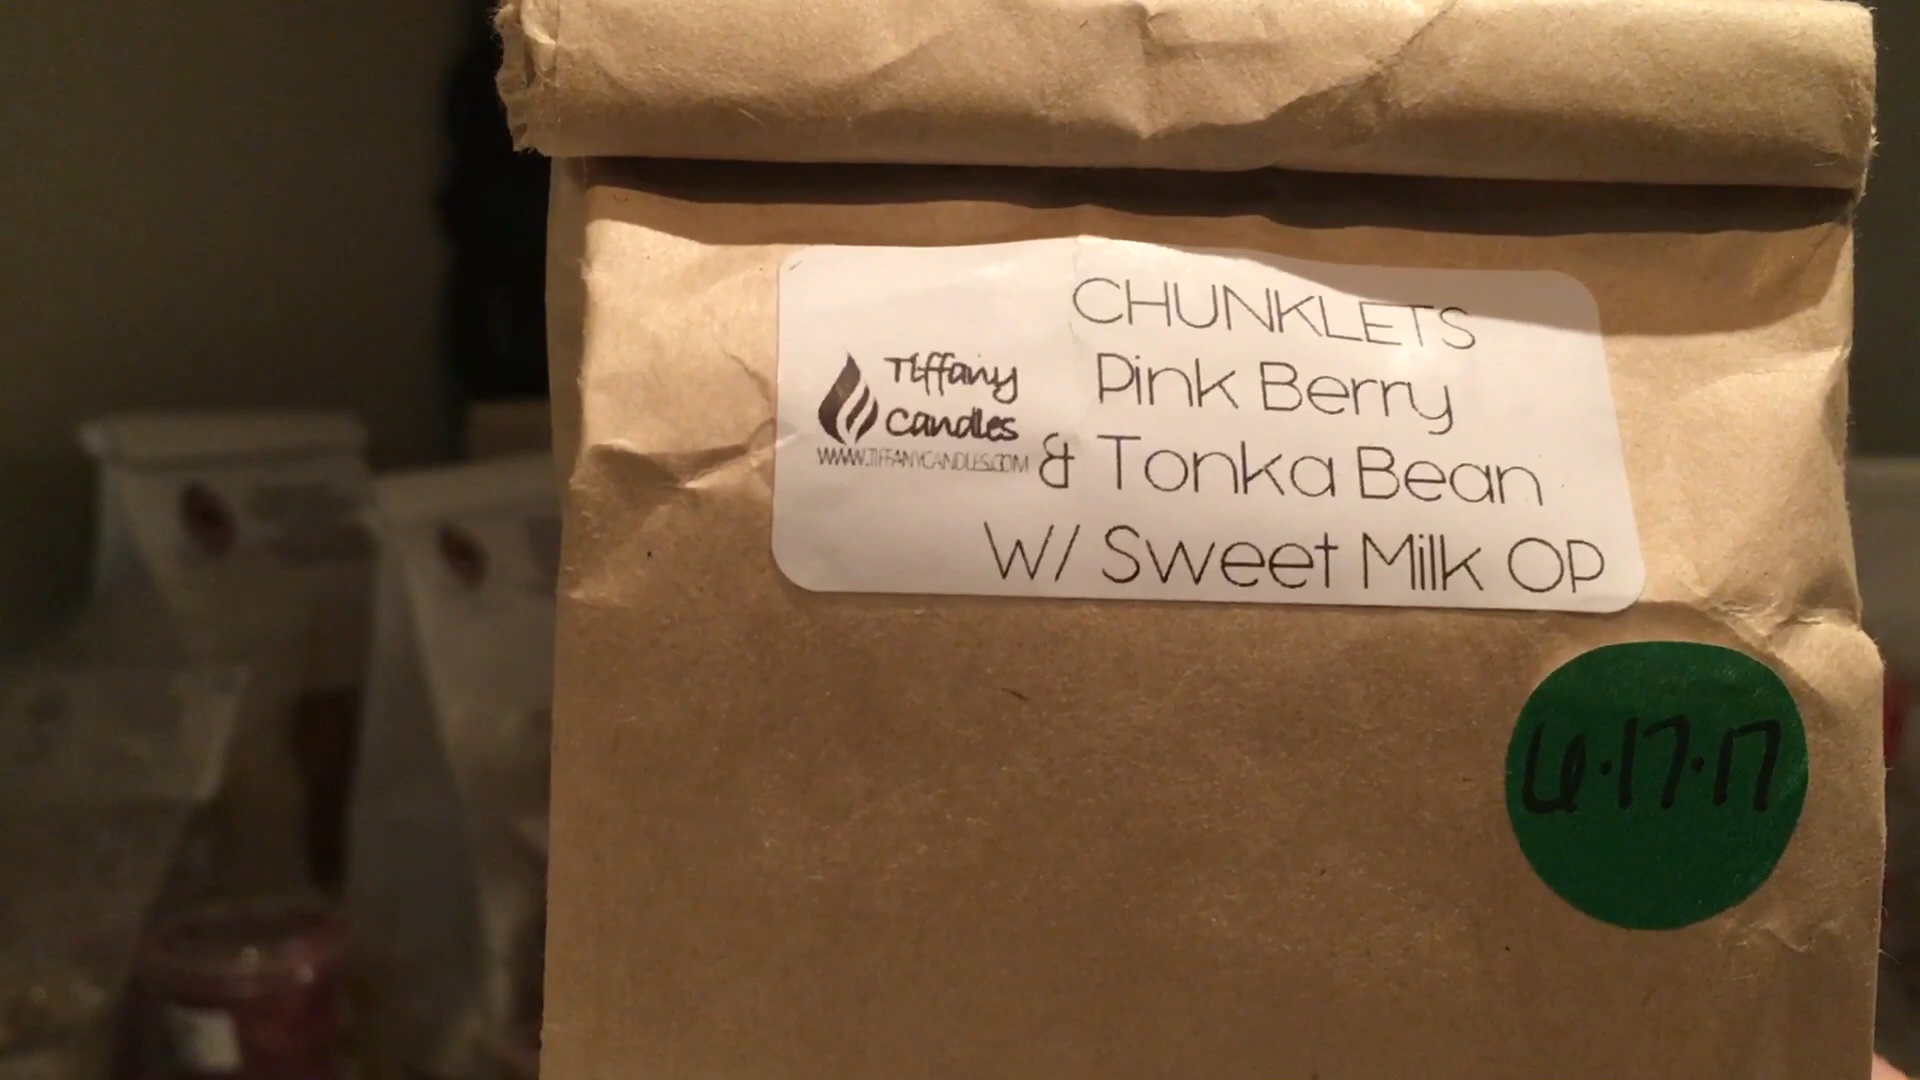 CHUNKLETS
Pink Berry
& Tonka Bean
W/ Sweet Milk OP
Tiffany
Candles
WWW.TIFFANYCANDLES.COM
6.17.17